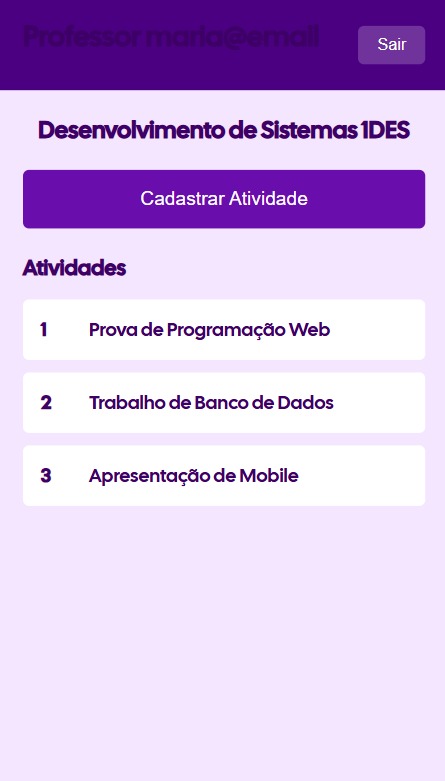 Professor maria@email
Sair
Desenvolvimento de Sistemas 1DES
Cadastrar Atividade
Atividades
1 Prova de Programação Web
2 Trabalho de Banco de Dados
3 Apresentação de Mobile